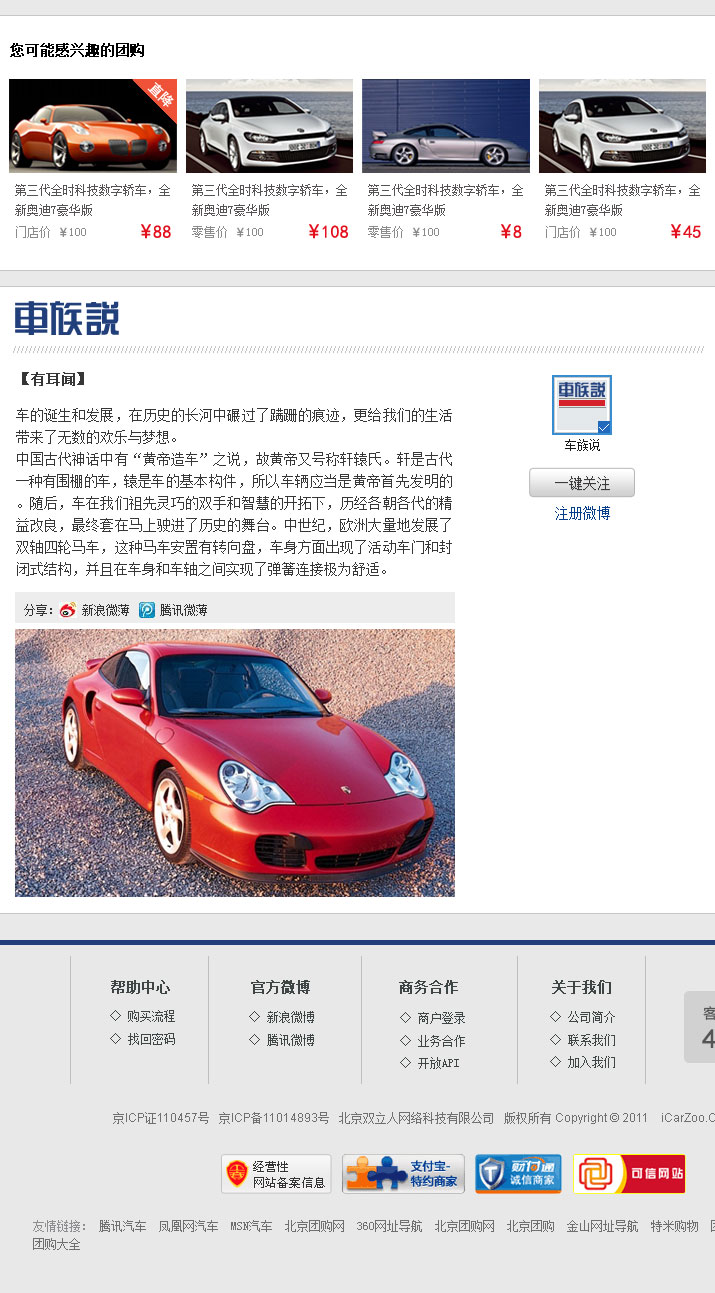 您可能感兴趣的团购
直降
第三代全时科技数字轿车，全 第三代全时科技数字轿车，全 第三代全时科技数字轿车，全 第三代全时科技数字轿车，全
新奥迪7豪华版 新奥迪7豪华版 新奥迪7豪华版 新奥迪7豪华版
门店价 ￥100 ￥88 零售价 ￥100 ￥108 零售价 ￥100 ￥8 门店价 ￥100 ￥45
車族説
【有耳闻】
车的诞生和发展，在历史的长河中碾过了蹒跚的痕迹，更给我们的生活
带来了无数的欢乐与梦想。
中国古代神话中有“黄帝造车”之说，故黄帝又号称轩辕氏。轩是古代
一种有围棚的车，辕是车的基本构件，所以车辆应当是黄帝首先发明的
。随后，车在我们祖先灵巧的双手和智慧的开拓下，历经各朝各代的精
益改良，最终套在马上驶进了历史的舞台。中世纪，欧洲大量地发展了
双轴四轮马车，这种马车安置有转向盘，车身方面出现了活动车门和封
闭式结构，并且在车身和车轴之间实现了弹簧连接极为舒适。
分享： 新浪微薄 腾讯微薄
車族説
车族说
一键关注
注册微博
帮助中心 官方微博 商务合作 关于我们
◇ 购买流程 ◇ 新浪微博 ◇ 商户登录 ◇ 公司简介
◇ 找回密码 ◇ 腾讯微博 ◇ 业务合作 ◇ 联系我们
◇ 开放API ◇ 加入我们
客
4
京ICP证110457号 京ICP备11014893号 北京双立人网络科技有限公司 版权所有 Copyright © 2011 iCarZoo.C
经营性
网站备案信息
支付宝-
特约商家
财付通
诚信商家
可信网站
友情链接： 腾讯汽车 凤凰网汽车 MSN汽车 北京团购网 360网址导航 北京团购网 北京团购 金山网址导航 特米购物
团购大全